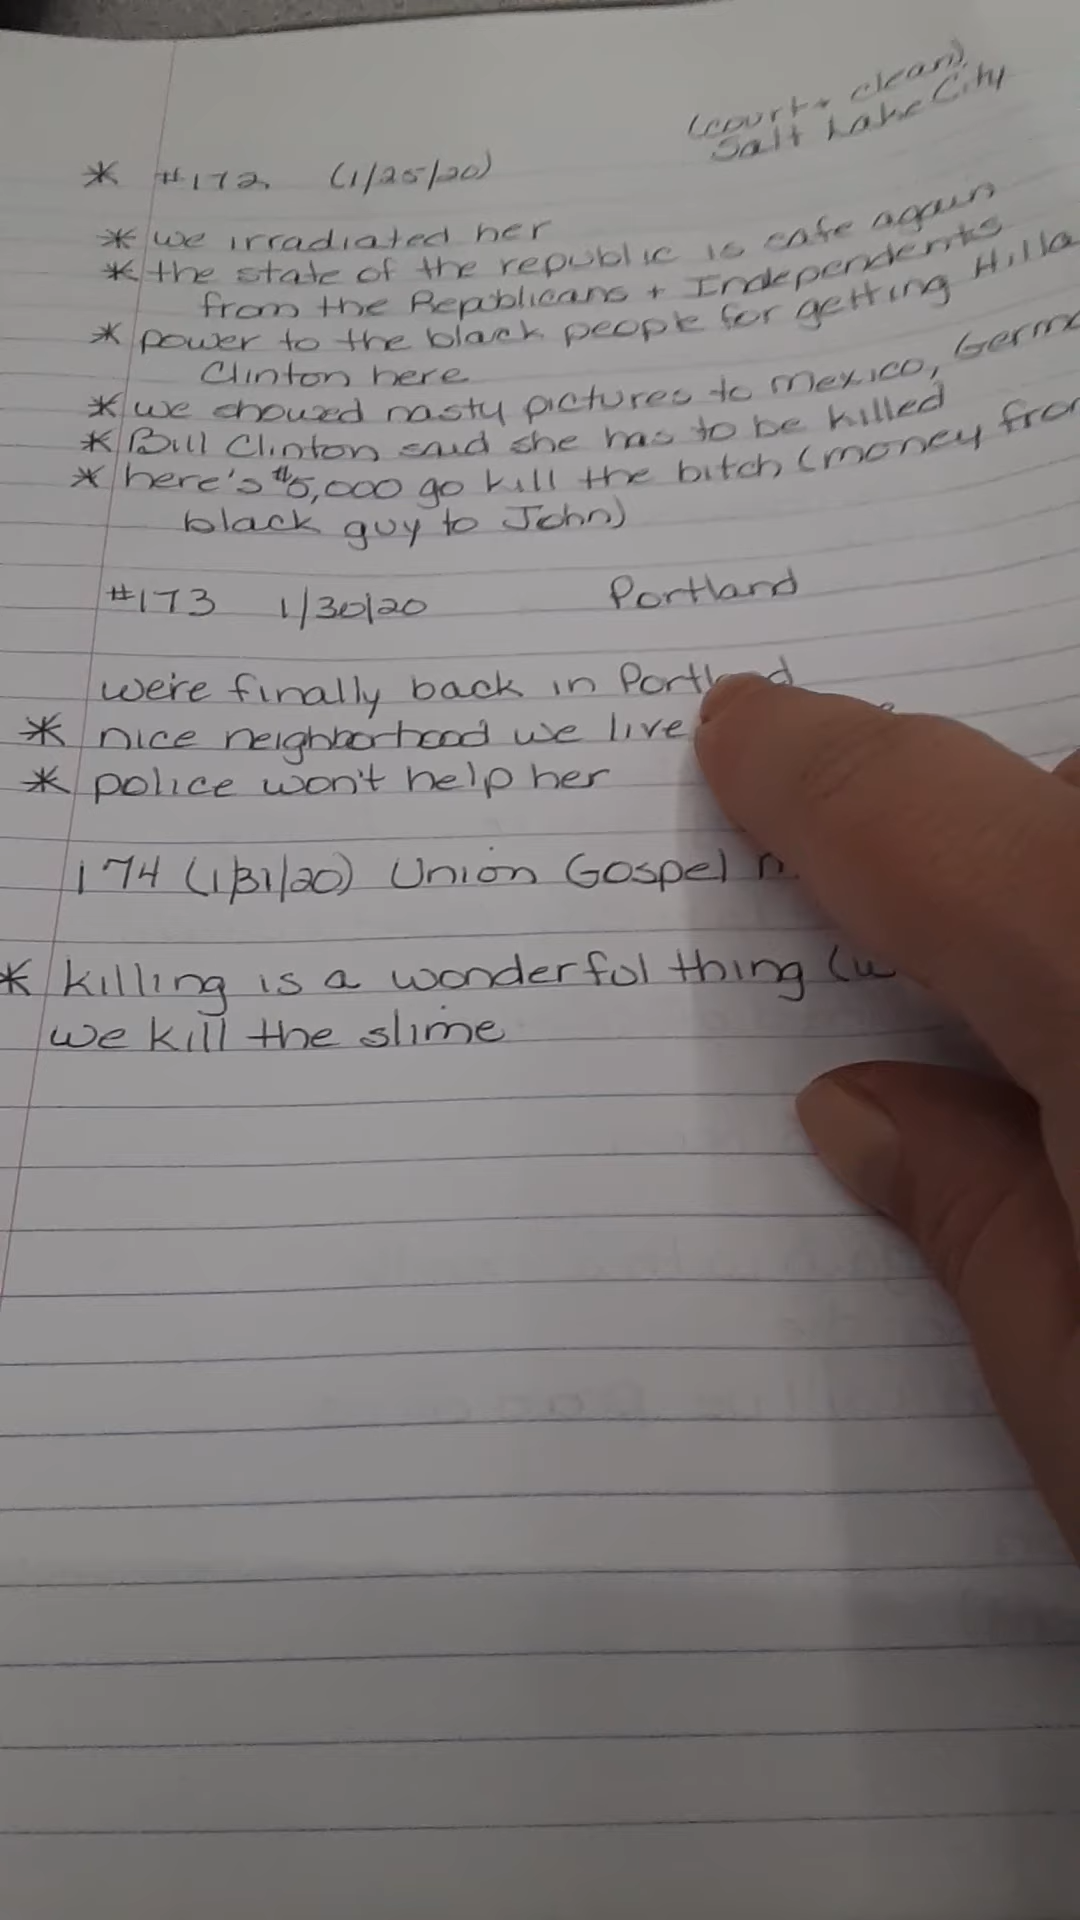 (court + clean)
Salt Lake City
* #172 (1/25/20)
* we irradiated her
* the state of the republic is safe again
from the Republicans + Independents
* power to the black people for getting Hilla
Clinton here
* we showed nasty pictures to Mexico, Germa
* Bill Clinton said she has to be killed
* here's $5,000 go kill the bitch (money from
black guy to John)
#173 1/30/20 Portland
we're finally back in Portland
* nice neighborhood we live
* police won't help her
174 (1/31/20) Union Gospel
* killing is a wonderful thing (w
we kill the slime